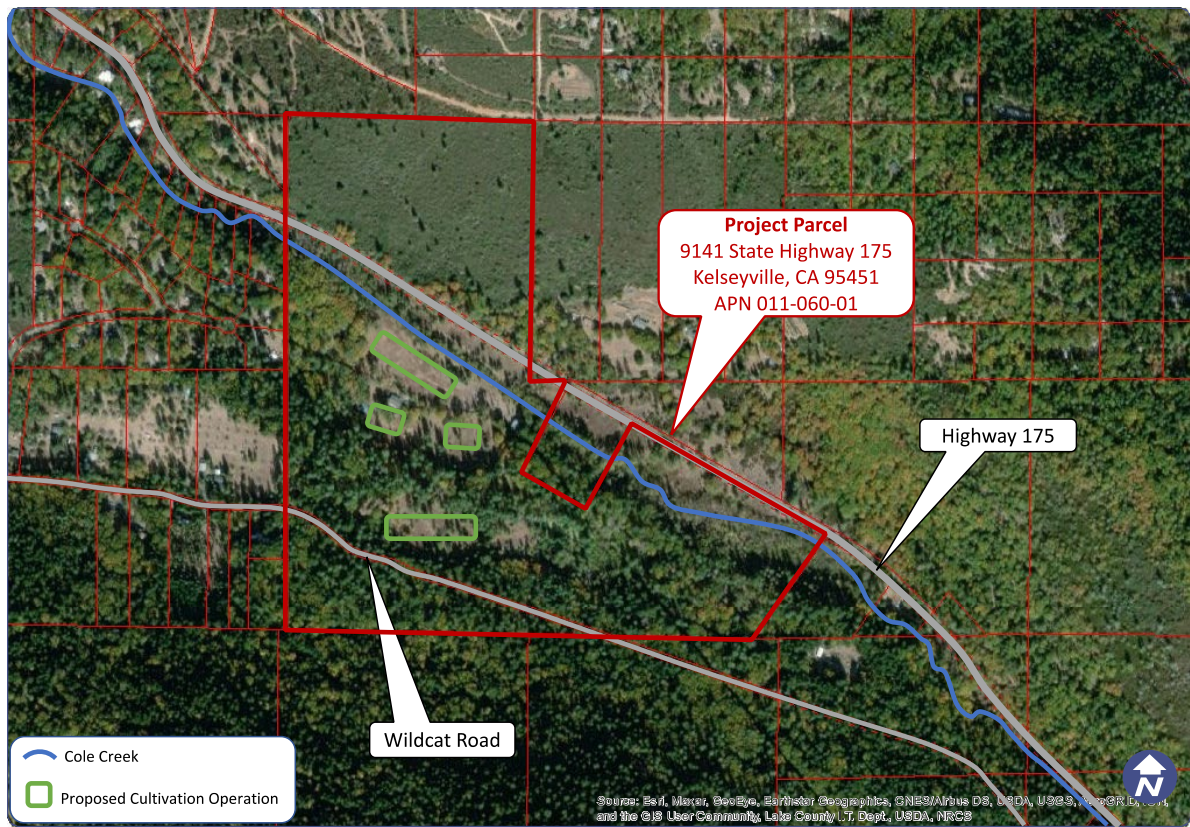 Project Parcel
9141 State Highway 175
Kelseyville, CA 95451
APN 011-060-01
Highway 175
Wildcat Road
Cole Creek
Proposed Cultivation Operation
N
Source: Esri, Maxar, GeoEye, Earthstar Geographics, CNES/Airbus DS, USDA, USGS,
and the GIS User Community, Lake County I.T. Dept., USDA, NRCS